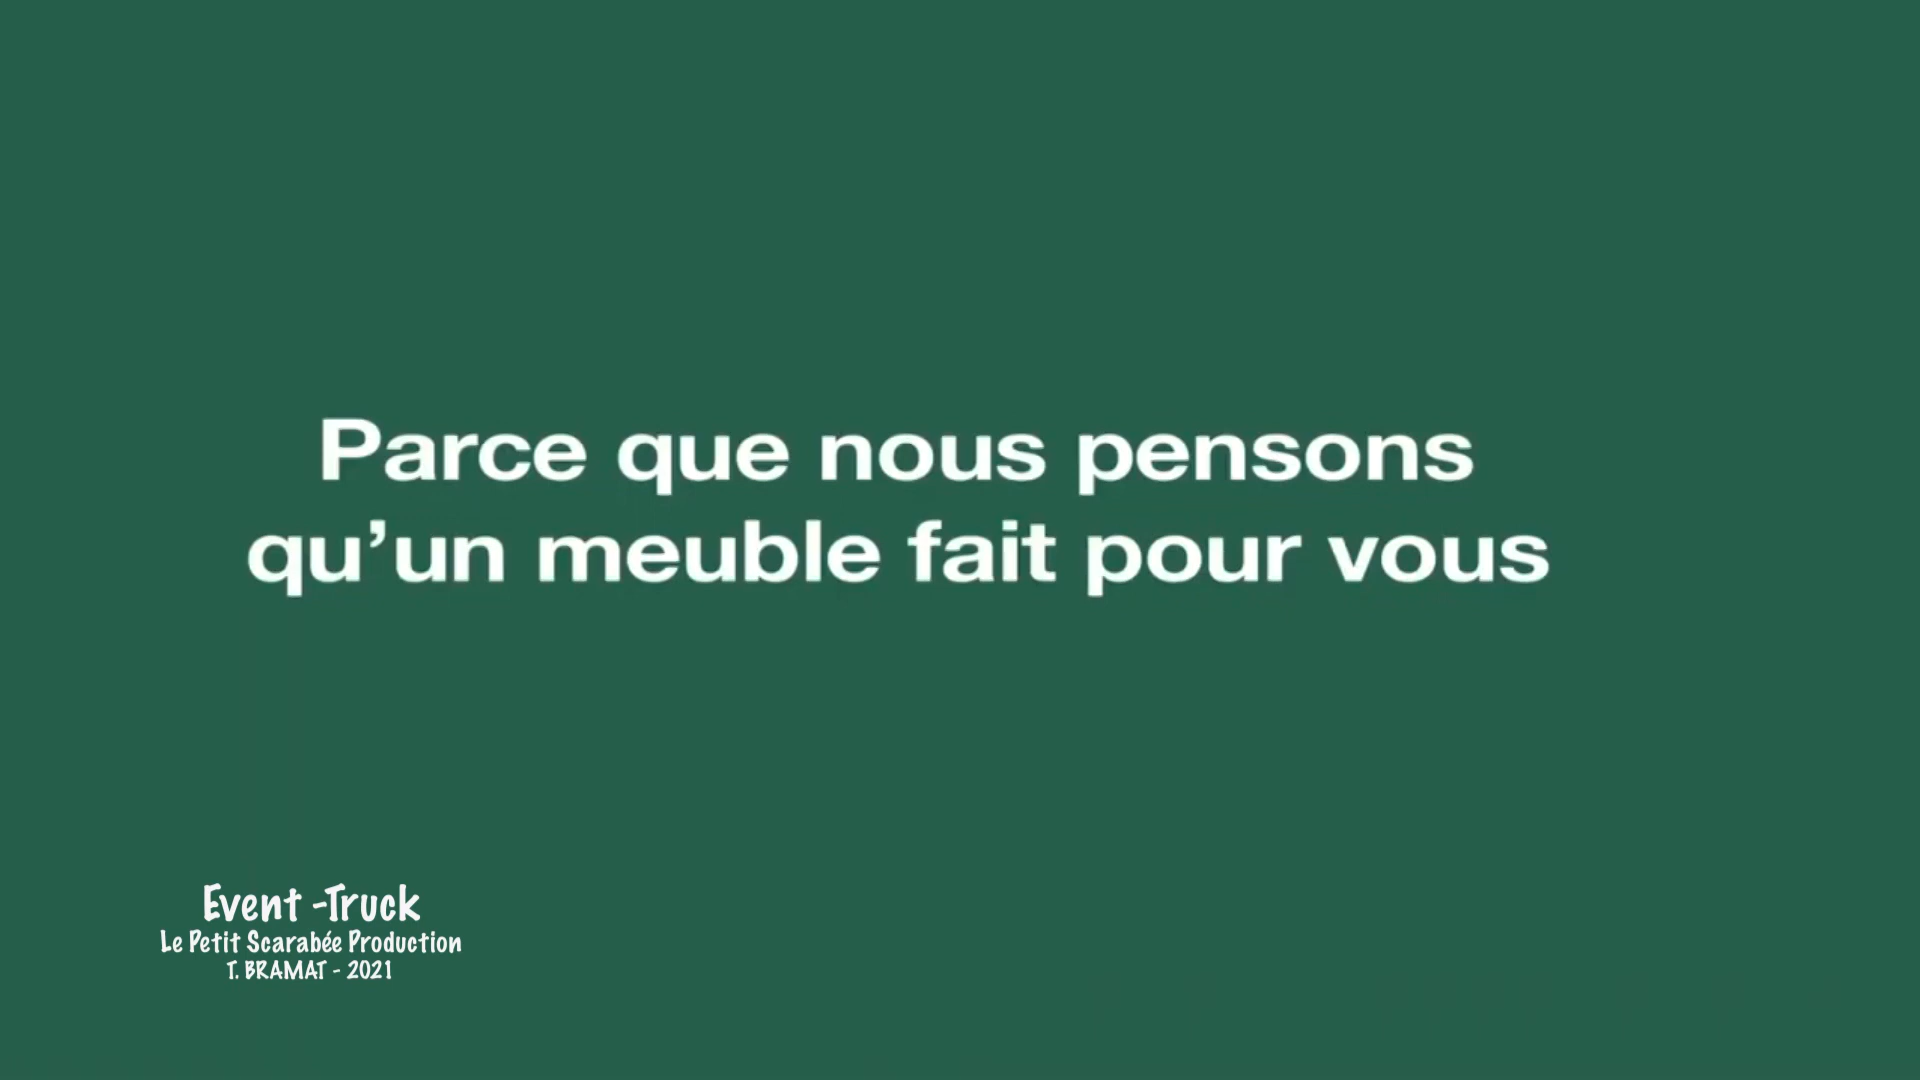 Parce que nous pensons
qu’un meuble fait pour vous
Event -Truck
Le Petit Scarabée Production
T. BRAMAT - 2021